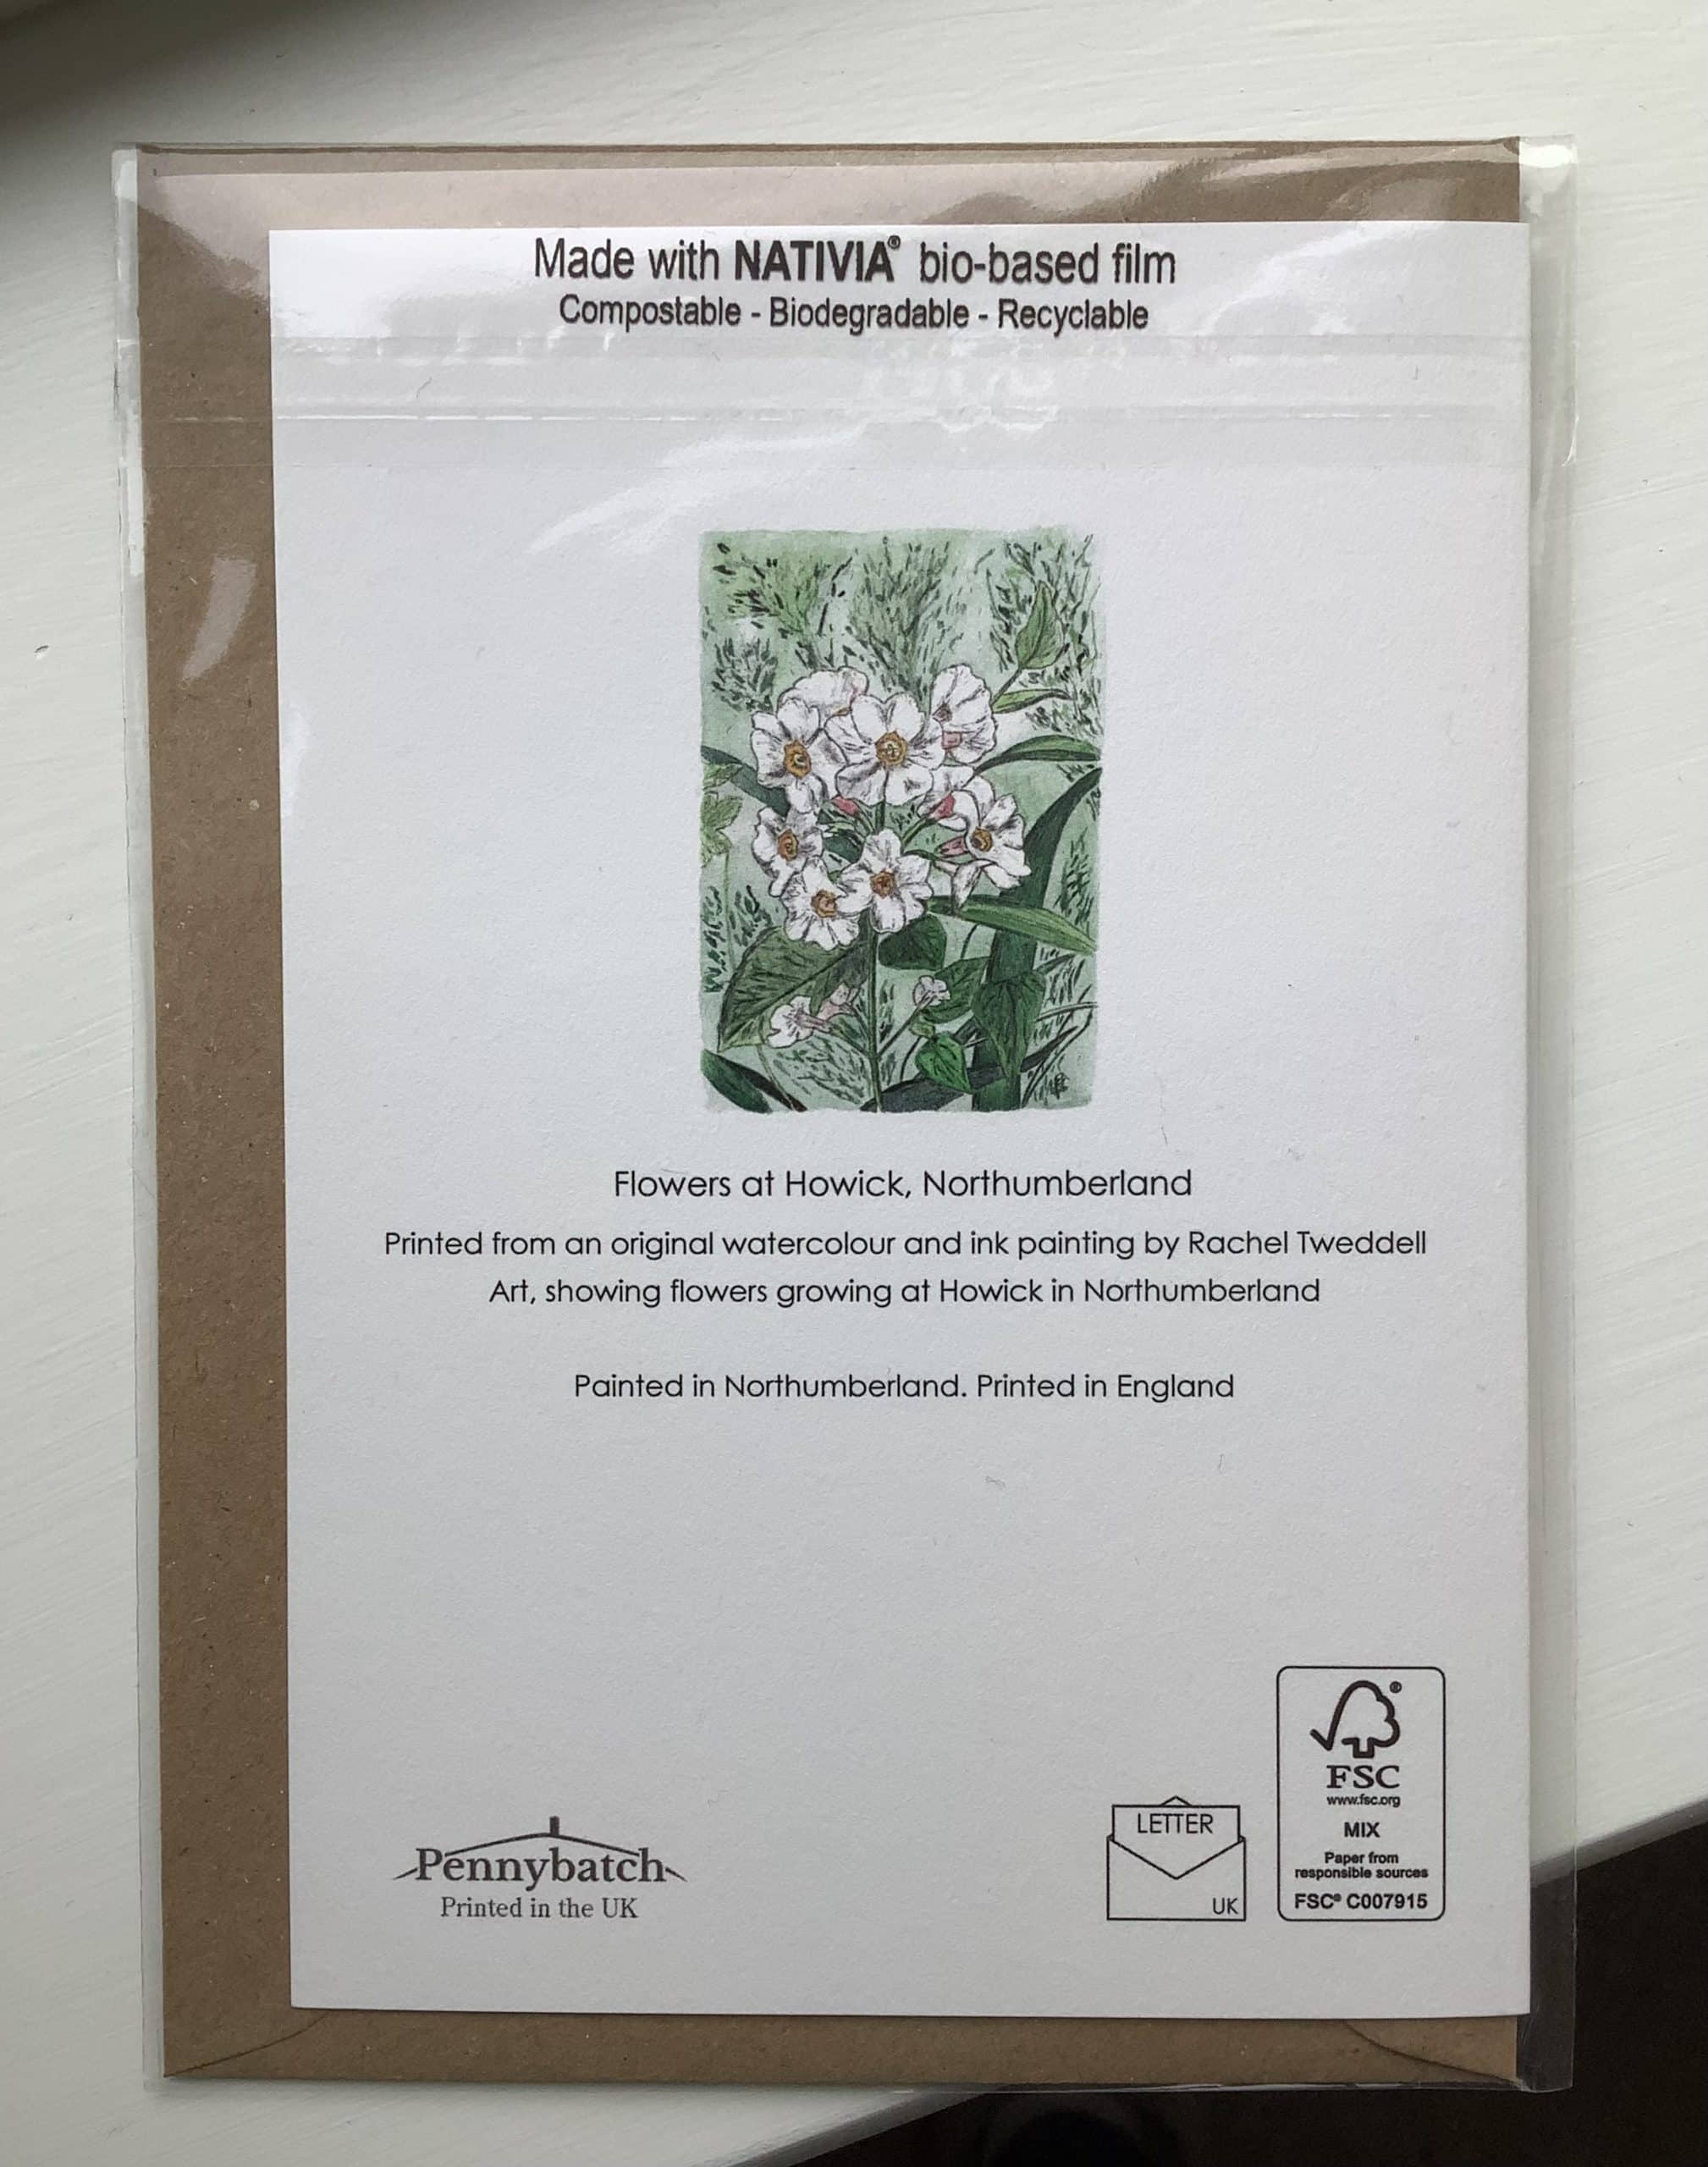 Made with NATIVIA® bio-based film
Compostable - Biodegradable - Recyclable
Flowers at Howick, Northumberland
Printed from an original watercolour and ink painting by Rachel Tweddell
Art, showing flowers growing at Howick in Northumberland
Painted in Northumberland. Printed in England
Pennybatch
Printed in the UK
LETTER
UK
®
FSC
www.fsc.org
MIX
Paper from
responsible sources
FSC® C007915